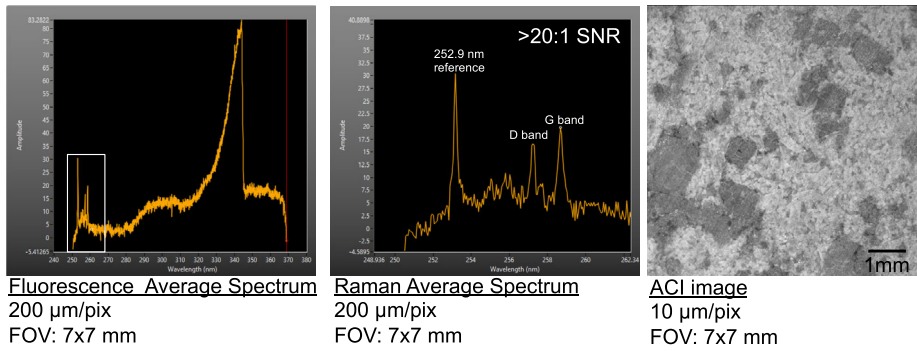 83.2822
80
75
70
65
60
55
50
45
40
35
30
25
20
15
10
5
0
-5.41265
Amplitude
240 250 260 270 280 290 300 310 320 330 340 350 360 370 380
Wavelength (nm)
Fluorescence Average Spectrum
200 µm/pix
FOV: 7x7 mm
40.8898
37.5
35
32.5
30
27.5
25
22.5
20
17.5
15
12.5
10
7.5
5
2.5
0
-2.5
-4.5895
Amplitude
>20:1 SNR
252.9 nm
reference
D band
G band
248.936 250 252 254 256 258 260 262.34
Wavelength (nm)
Raman Average Spectrum
200 µm/pix
FOV: 7x7 mm
1mm
ACI image
10 µm/pix
FOV: 7x7 mm